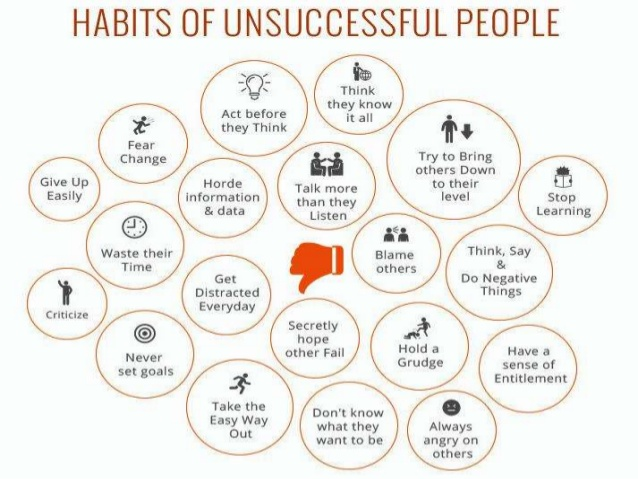 HABITS OF UNSUCCESSFUL PEOPLE
Act before
they Think
Think
they know
it all
Fear
Change
Try to Bring
others Down
to their
level
Give Up
Easily
Horde
information
& data
Talk more
than they
Listen
Stop
Learning
Waste their
Time
Blame
others
Think, Say
&
Do Negative
Things
Get
Distracted
Everyday
Criticize
Secretly
hope
other Fail
Never
set goals
Hold a
Grudge
Have a
sense of
Entitlement
Take the
Easy Way
Out
Don't know
what they
want to be
Always
angry on
others